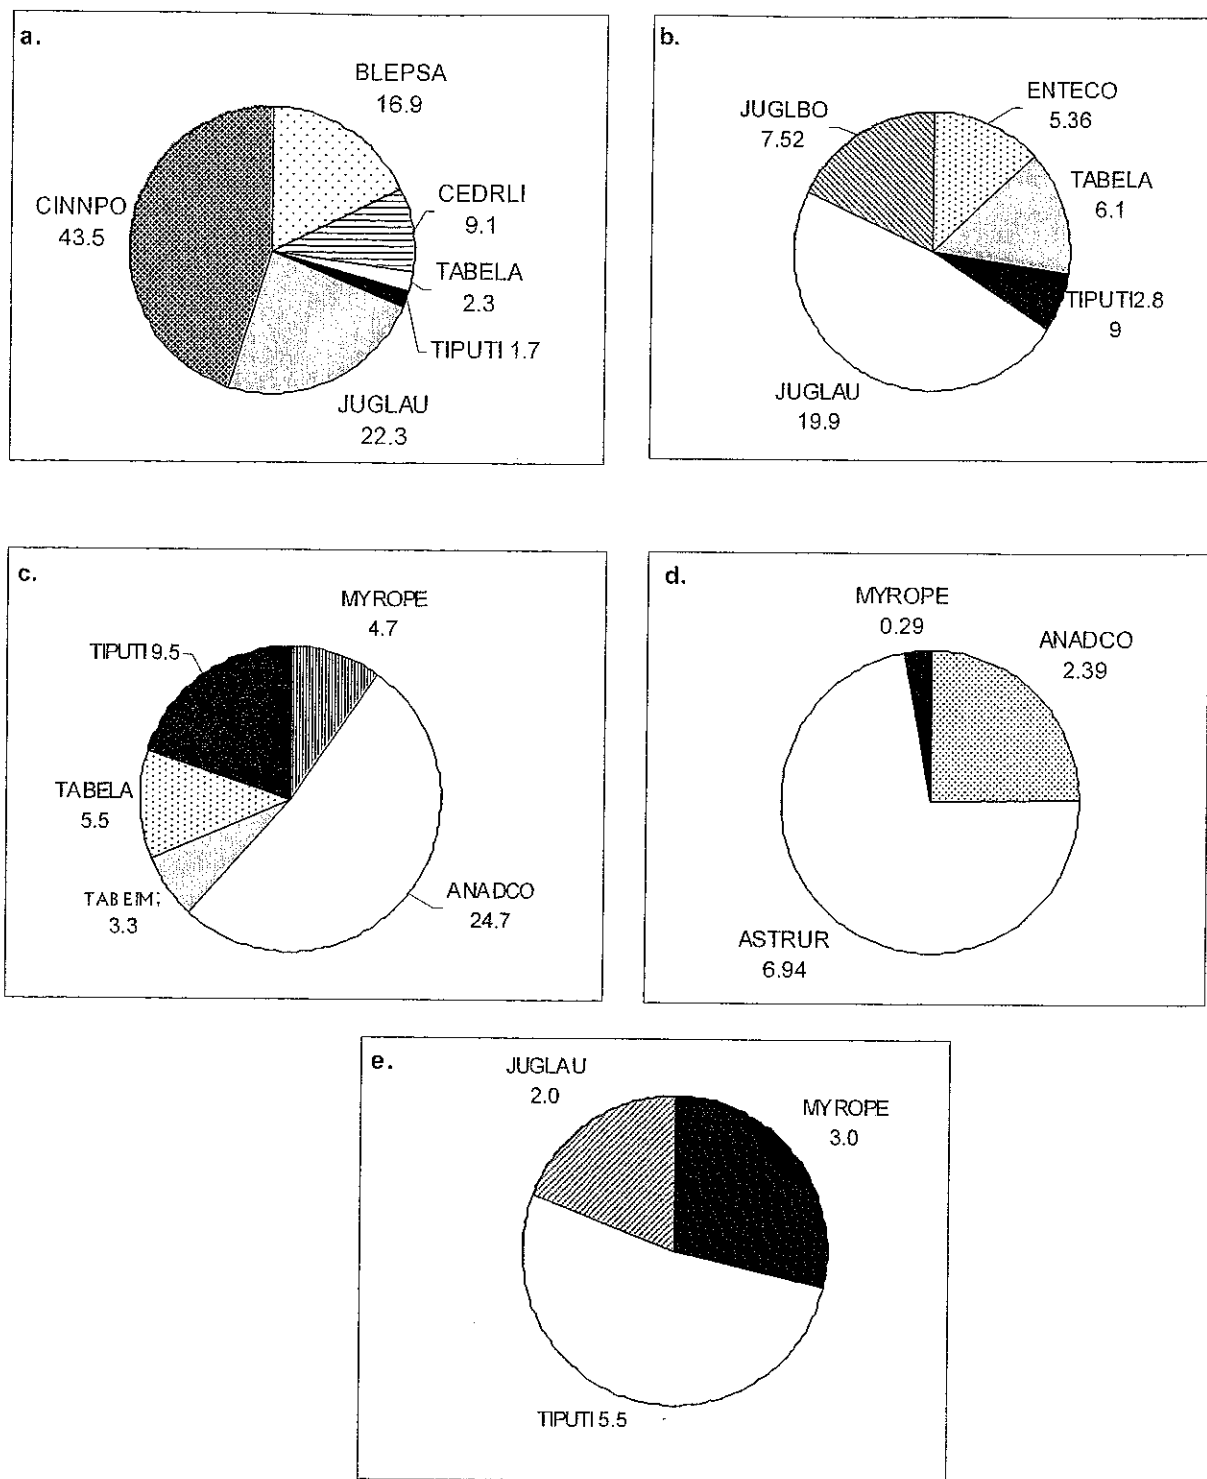 a.
BLEPSA
16.9
CEDRLI
9.1
TABELA
2.3
TIPUTI 1.7
JUGLAU
22.3
CINNPO
43.5
b.
ENTECO
5.36
JUGLBO
7.52
TABELA
6.1
TIPUTI2.8
9
JUGLAU
19.9
c.
MYROPE
4.7
TIPUTI 9.5
TABELA
5.5
TABEIM;
3.3
ANADCO
24.7
d.
MYROPE
0.29
ANADCO
2.39
ASTRUR
6.94
e.
JUGLAU
2.0
MYROPE
3.0
TIPUTI 5.5